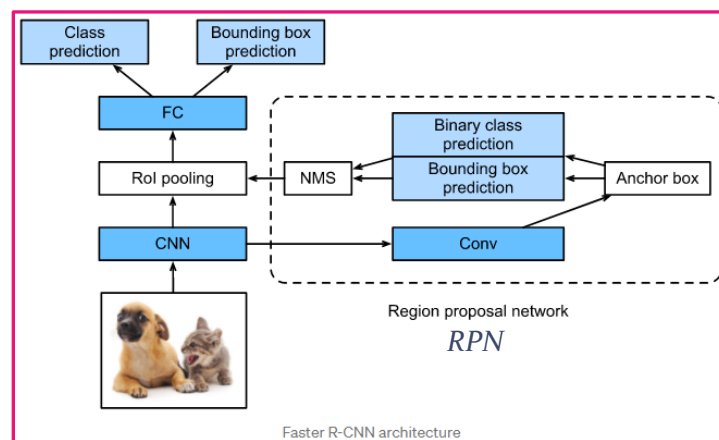 Class
prediction
Bounding box
prediction
FC
Binary class
prediction
RoI pooling
NMS
Bounding box
prediction
Anchor box
CNN
Conv
Region proposal network
RPN
Faster R-CNN architecture